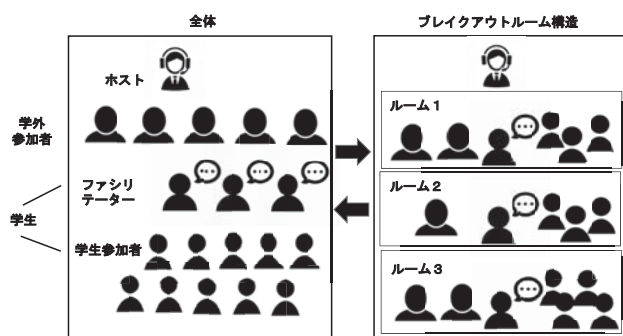 全体
ブレイクアウトルーム構造
ホスト
学外
参加者
ファシリ
テーター
学生
学生参加者
ルーム1
ルーム2
ルーム3